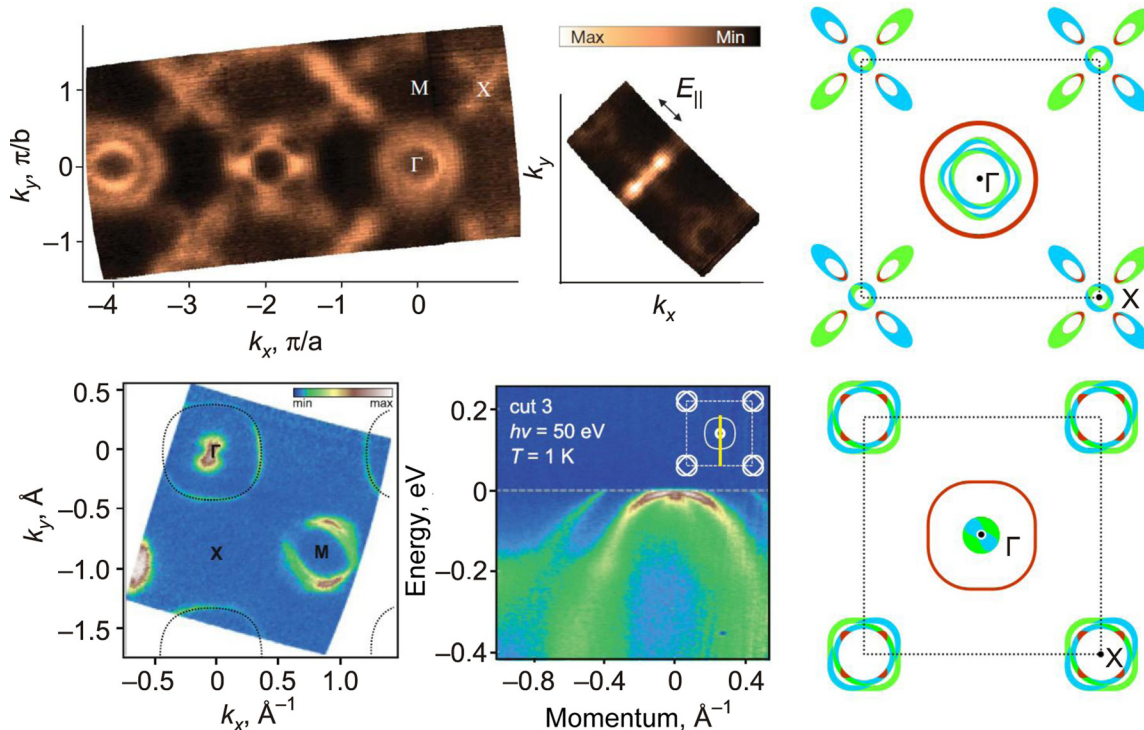 Max Min
k_y, π/b
1
0
−1
M
X
Γ
−4 −3 −2 −1 0
k_x, π/a
E_||
k_y
k_x
Γ
X
k_y, Å
0.5
0
−0.5
−1.0
−1.5
min max
Γ
X
M
−0.5 0 0.5 1.0
k_x, Å⁻¹
Energy, eV
0.2
0
−0.2
−0.4
cut 3
hν = 50 eV
T = 1 K
−0.8 −0.4 0 0.4
Momentum, Å⁻¹
Γ
X